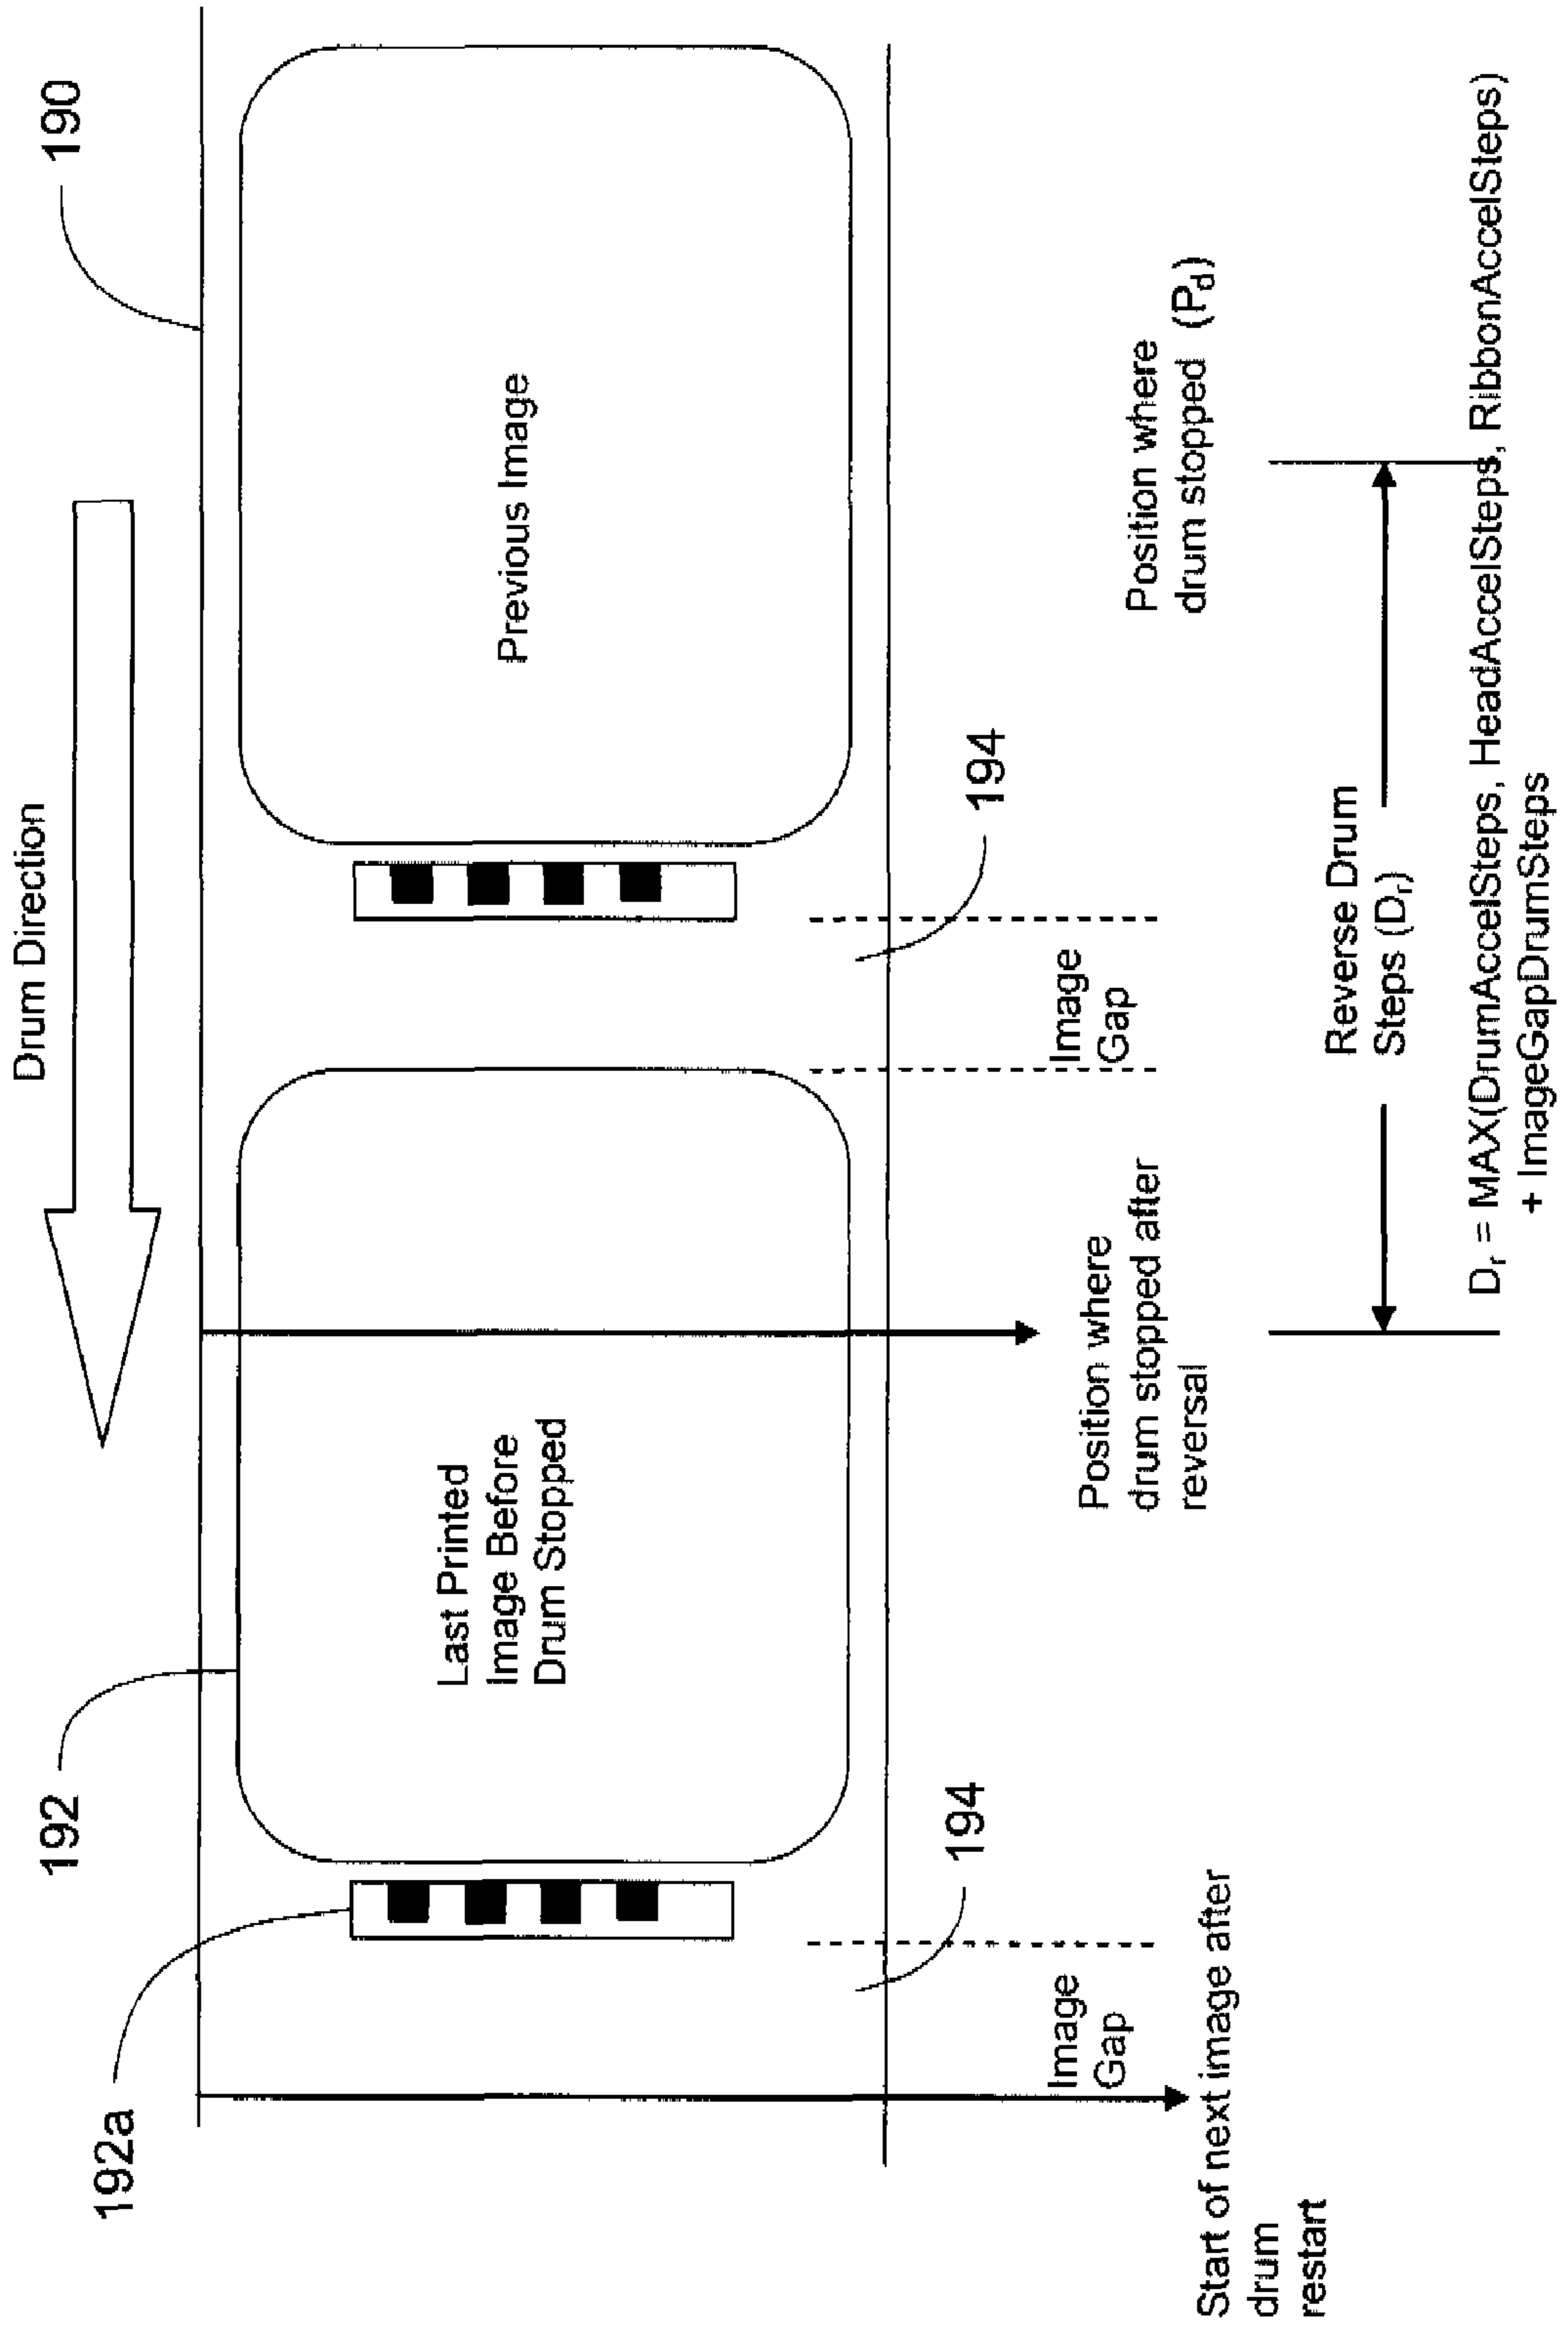 Drum Direction
190
192
192a
Previous Image
Last Printed
Image Before
Drum Stopped
194
194
Image
Gap
Image
Gap
Start of next image after
drum
restart
Position where
drum stopped after
reversal
Position where
drum stopped (Pd)
Reverse Drum
Steps (Dr)
Dr = MAX(DrumAccelSteps, HeadAccelSteps, RibbonAccelSteps)
+ ImageGapDrumSteps